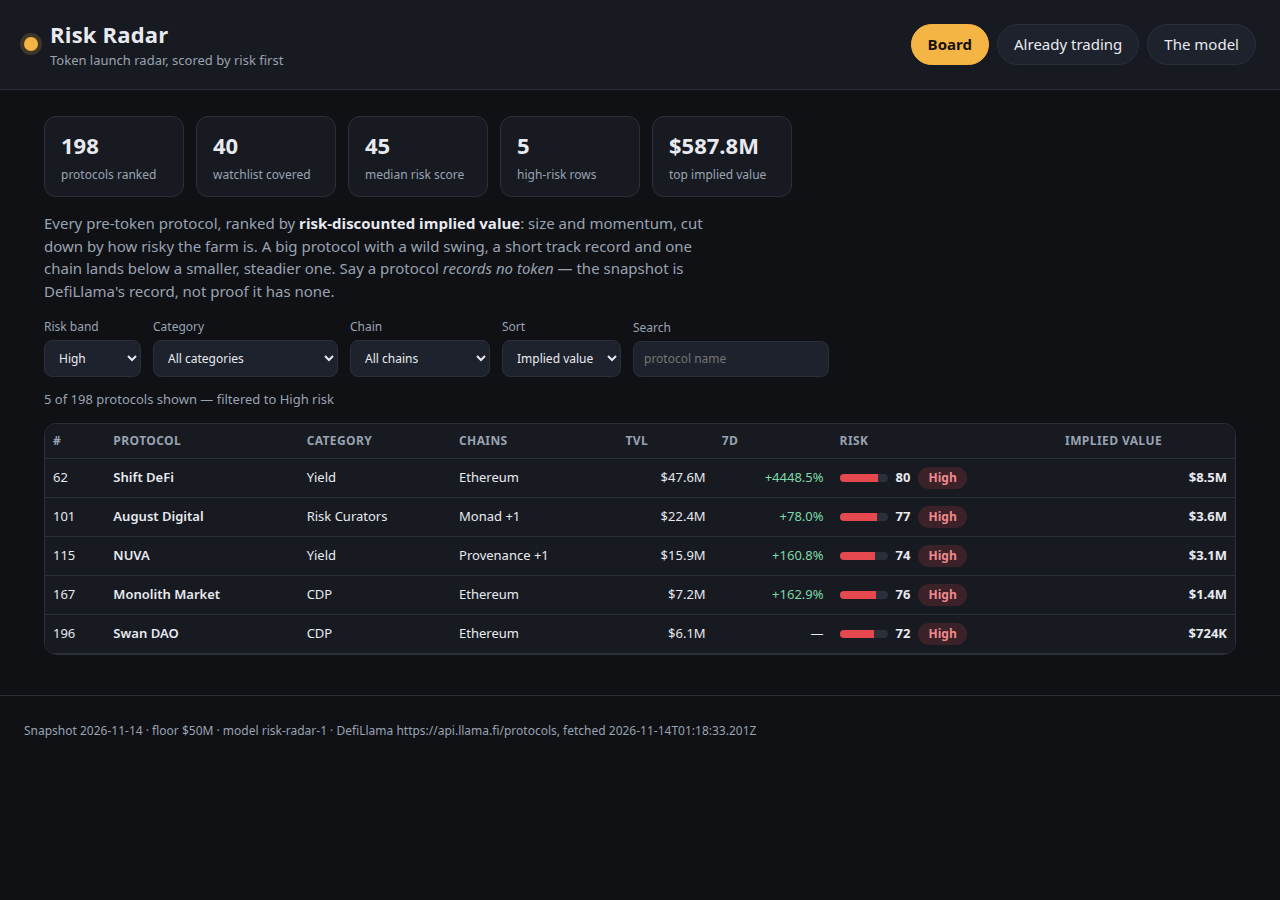 Risk Radar
Token launch radar, scored by risk first
Board
Already trading
The model
198
protocols ranked
40
watchlist covered
45
median risk score
5
high-risk rows
$587.8M
top implied value
Every pre-token protocol, ranked by risk-discounted implied value: size and momentum, cut
down by how risky the farm is. A big protocol with a wild swing, a short track record and one
chain lands below a smaller, steadier one. Say a protocol records no token — the snapshot is
DefiLlama's record, not proof it has none.
Risk band
Category
Chain
Sort
Search
High
All categories
All chains
Implied value
protocol name
5 of 198 protocols shown — filtered to High risk
# PROTOCOL CATEGORY CHAINS TVL 7D RISK IMPLIED VALUE
62 Shift DeFi Yield Ethereum $47.6M +4448.5% 80 High $8.5M
101 August Digital Risk Curators Monad +1 $22.4M +78.0% 77 High $3.6M
115 NUVA Yield Provenance +1 $15.9M +160.8% 74 High $3.1M
167 Monolith Market CDP Ethereum $7.2M +162.9% 76 High $1.4M
196 Swan DAO CDP Ethereum $6.1M — 72 High $724K
Snapshot 2026-11-14 · floor $50M · model risk-radar-1 · DefiLlama https://api.llama.fi/protocols, fetched 2026-11-14T01:18:33.201Z